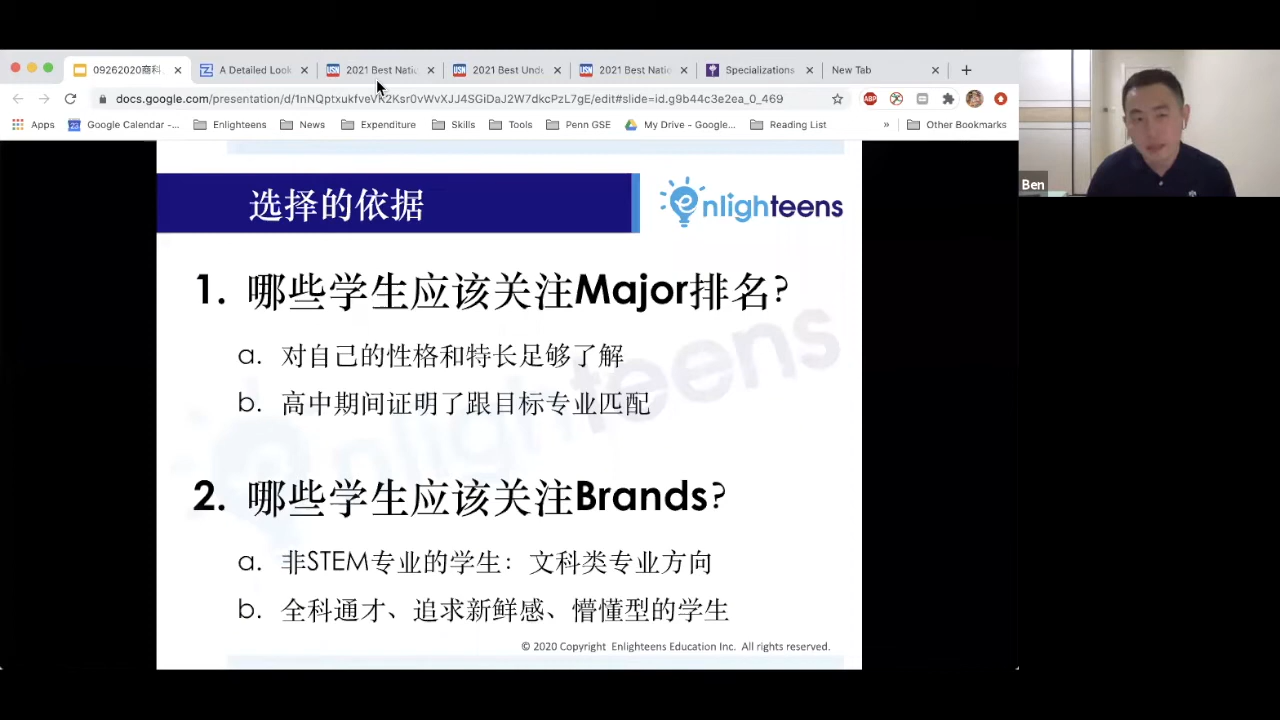 09262020商科
A Detailed Look
2021 Best Natio
2021 Best Unde
2021 Best Natio
Specializations
New Tab
docs.google.com/presentation/d/1nNQptxukfveVk2Ksr0vWvXJJ4SGiDaJ2W7dkcPzL7gE/edit#slide=id.g9b44c3e2ea_0_469
Apps
Google Calendar -...
Enlighteens
News
Expenditure
Skills
Tools
Penn GSE
My Drive - Google...
Reading List
»
Other Bookmarks
Ben
选择的依据
enlighteens
1. 哪些学生应该关注Major排名?
a. 对自己的性格和特长足够了解
b. 高中期间证明了跟目标专业匹配
2. 哪些学生应该关注Brands?
a. 非STEM专业的学生：文科类专业方向
b. 全科通才、追求新鲜感、懵懂型的学生
© 2020 Copyright Enlighteens Education Inc. All rights reserved.